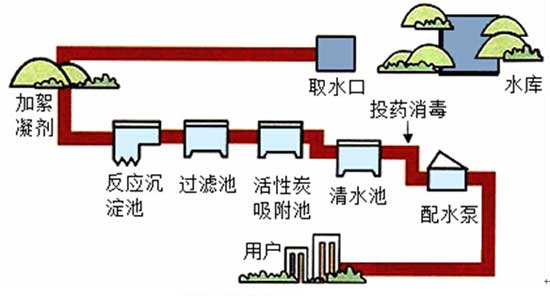 取水口
水库
加絮
凝剂
投药消毒
反应沉
淀池
过滤池
活性炭
吸附池
清水池
配水泵
用户